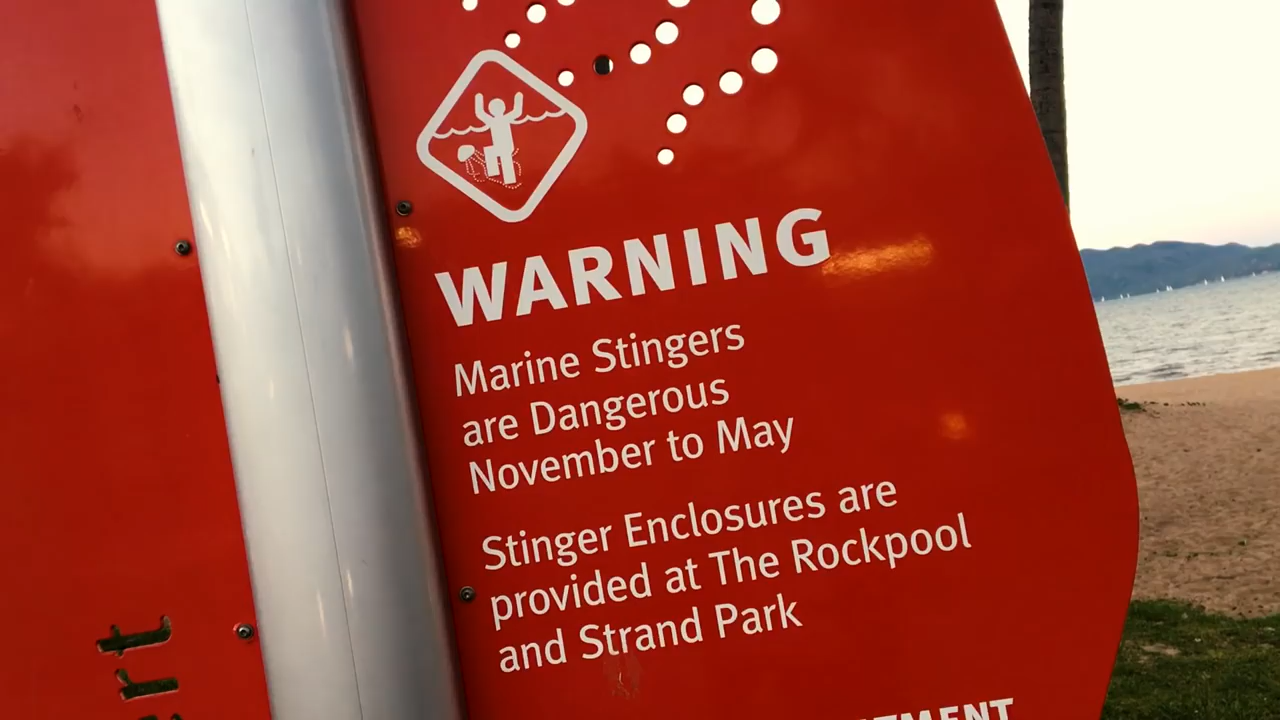 WARNING
Marine Stingers
are Dangerous
November to May
Stinger Enclosures are
provided at The Rockpool
and Strand Park